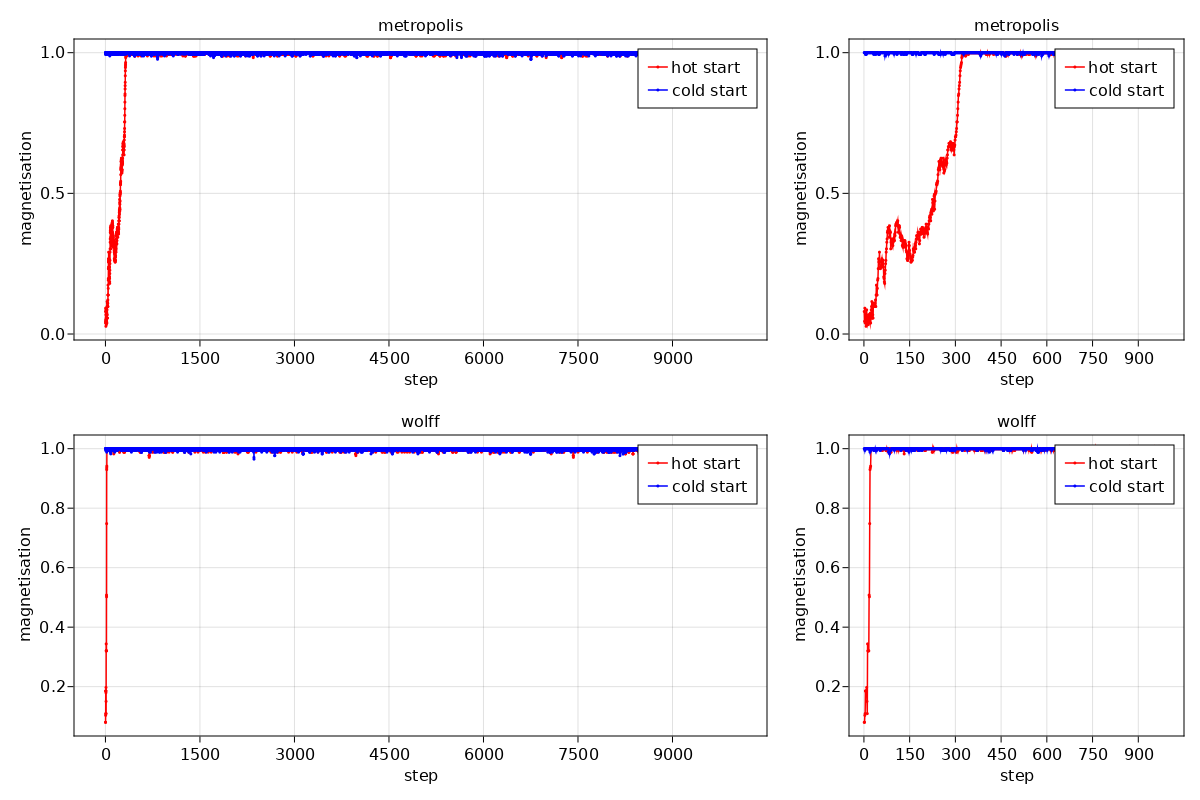 metropolis
magnetisation
1.0
0.5
0.0
hot start
cold start
0 1500 3000 4500 6000 7500 9000
step
metropolis
magnetisation
1.0
0.5
0.0
hot start
cold start
0 150 300 450 600 750 900
step
wolff
magnetisation
1.0
0.8
0.6
0.4
0.2
hot start
cold start
0 1500 3000 4500 6000 7500 9000
step
wolff
magnetisation
1.0
0.8
0.6
0.4
0.2
hot start
cold start
0 150 300 450 600 750 900
step